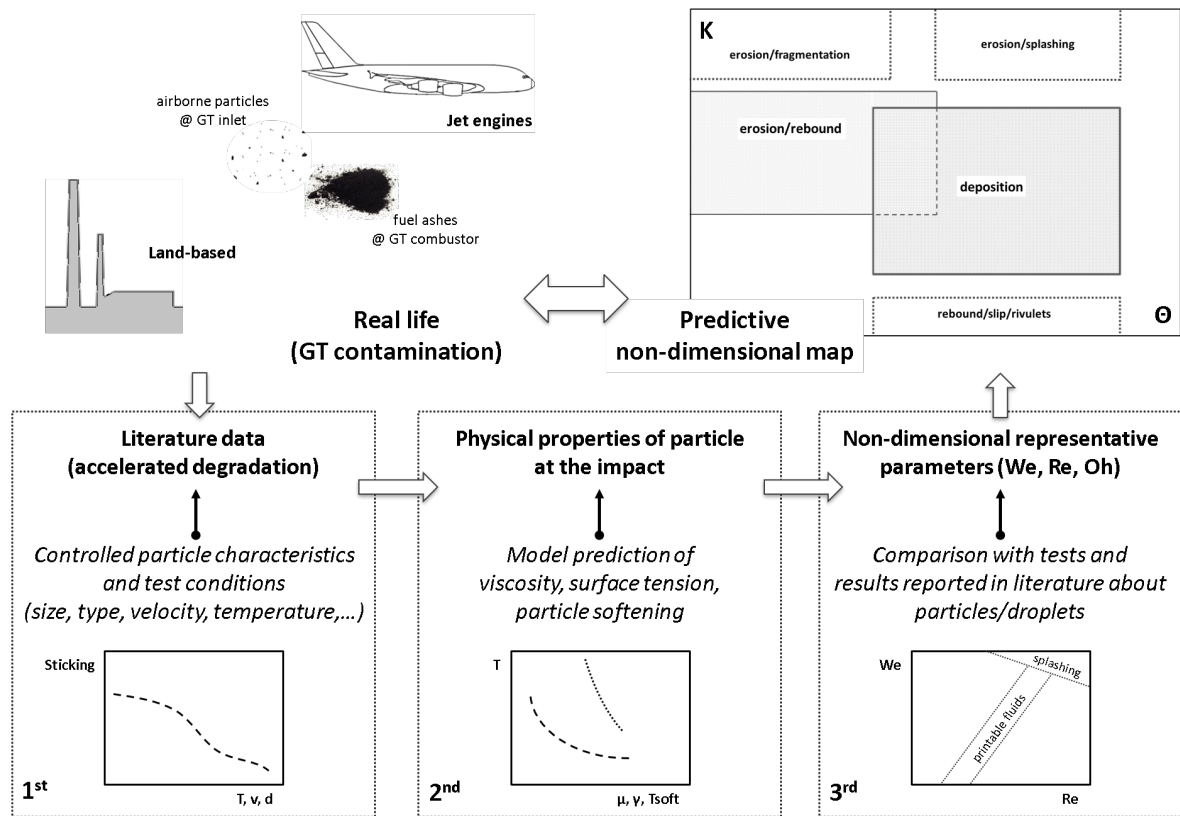 airborne particles
@ GT inlet
Jet engines
fuel ashes
@ GT combustor
Land-based
Real life
(GT contamination)
Predictive
non-dimensional map
K
erosion/fragmentation
erosion/splashing
erosion/rebound
deposition
rebound/slip/rivulets
Θ
Literature data
(accelerated degradation)
Controlled particle characteristics
and test conditions
(size, type, velocity, temperature,...)
Sticking
T, v, d
1st
Physical properties of particle
at the impact
Model prediction of
viscosity, surface tension,
particle softening
T
μ, γ, Tsoft
2nd
Non-dimensional representative
parameters (We, Re, Oh)
Comparison with tests and
results reported in literature about
particles/droplets
We
splashing
printable fluids
Re
3rd